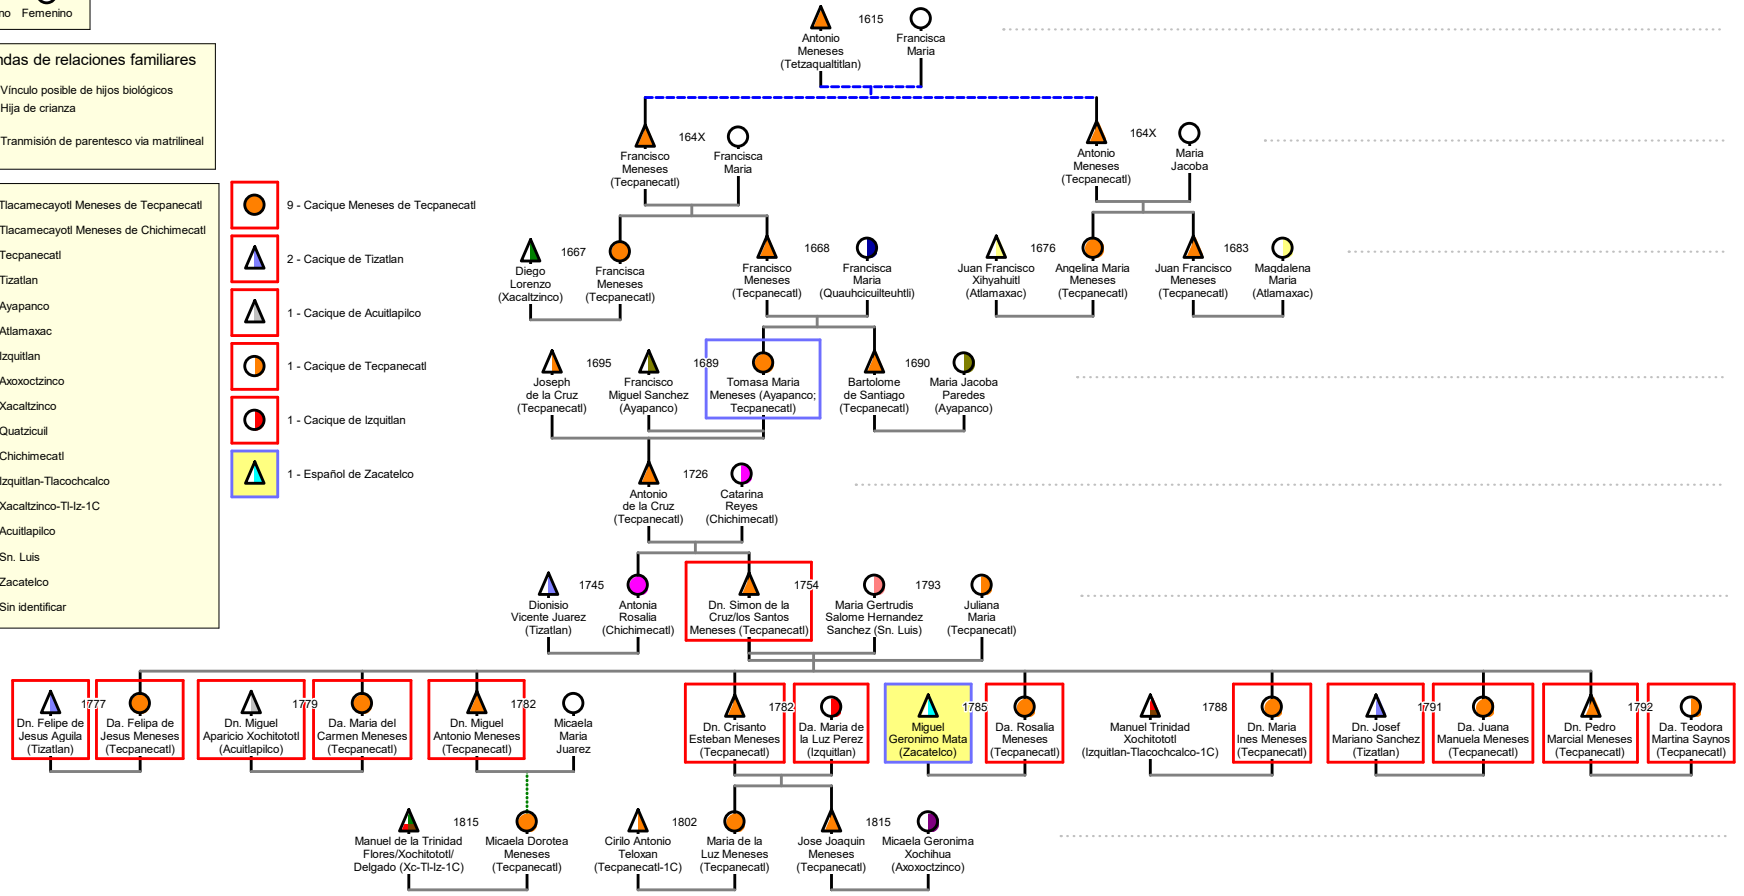 Femenino
Vínculo posible de hijos biológicos
Hija de crianza
Tranmisión de parentesco via matrilineal
de relaciones familiares
Tlacamecayotl Meneses de Tecpanecatl
Tlacamecayotl Meneses de Chichimecatl
Tecpanecatl
Tizatlan
Ayapanco
Atlamaxac
Izquitlan
Axoxoctzinco
Xacaltzinco
Quatzicuil
Chichimecatl
Izquitlan-Tlacochcalco
Xacaltzinco-Tl-Iz-1C
Acuitlapilco
Sn. Luis
Zacatelco
Sin identificar
9 - Cacique Meneses de Tecpanecatl
2 - Cacique de Tizatlan
1 - Cacique de Acuitlapilco
1 - Cacique de Tecpanecatl
1 - Cacique de Izquitlan
1 - Español de Zacatelco
1615
Antonio
Meneses
(Tetzaqualtitlan)
Francisca
Maria
164X
Francisco
Meneses
(Tecpanecatl)
Francisca
Maria
164X
Antonio
Meneses
(Tecpanecatl)
Maria
Jacoba
1667
Diego
Lorenzo
(Xacaltzinco)
Francisca
Meneses
(Tecpanecatl)
1668
Francisco
Meneses
(Tecpanecatl)
Francisca
Maria
(Quauhcicuilteuhtli)
1676
Juan Francisco
Xihyahuitl
(Atlamaxac)
Angelina Maria
Meneses
(Tecpanecatl)
1683
Juan Francisco
Meneses
(Tecpanecatl)
Magdalena
Maria
(Atlamaxac)
1695
Joseph
de la Cruz
(Tecpanecatl)
1689
Francisco
Miguel Sanchez
(Ayapanco)
Tomasa Maria
Meneses (Ayapanco;
Tecpanecatl)
1690
Bartolome
de Santiago
(Tecpanecatl)
Maria Jacoba
Paredes
(Ayapanco)
1726
Antonio
de la Cruz
(Tecpanecatl)
Catarina
Reyes
(Chichimecatl)
1745
Dionisio
Vicente Juarez
(Tizatlan)
Antonia
Rosalia
(Chichimecatl)
1754
Dn. Simon de la
Cruz/los Santos
Meneses (Tecpanecatl)
Maria Gertrudis
Salome Hernandez
Sanchez (Sn. Luis)
1793
Juliana
Maria
(Tecpanecatl)
1777
Dn. Felipe de
Jesus Aguila
(Tizatlan)
Da. Felipa de
Jesus Meneses
(Tecpanecatl)
1779
Dn. Miguel
Aparicio Xochitototl
(Acuitlapilco)
Da. Maria del
Carmen Meneses
(Tecpanecatl)
1782
Dn. Miguel
Antonio Meneses
(Tecpanecatl)
Micaela
Maria
Juarez
1782
Dn. Crisanto
Esteban Meneses
(Tecpanecatl)
Da. Maria de
la Luz Perez
(Izquitlan)
1785
Miguel
Geronimo Mata
(Zacatelco)
Da. Rosalia
Meneses
(Tecpanecatl)
1788
Manuel Trinidad
Xochitototl
(Izquitlan-Tlacochcalco-1C)
Dn. Maria
Ines Meneses
(Tecpanecatl)
1791
Dn. Josef
Mariano Sanchez
(Tizatlan)
Da. Juana
Manuela Meneses
(Tecpanecatl)
1792
Dn. Pedro
Marcial Meneses
(Tecpanecatl)
Da. Teodora
Martina Saynos
(Tecpanecatl)
1815
Manuel de la Trinidad
Flores/Xochitototl/
Delgado (Xc-Tl-Iz-1C)
Micaela Dorotea
Meneses
(Tecpanecatl)
1802
Cirilo Antonio
Teloxan
(Tecpanecatl-1C)
Maria de la
Luz Meneses
(Tecpanecatl)
1815
Jose Joaquin
Meneses
(Tecpanecatl)
Micaela Geronima
Xochihua
(Axoxoctzinco)